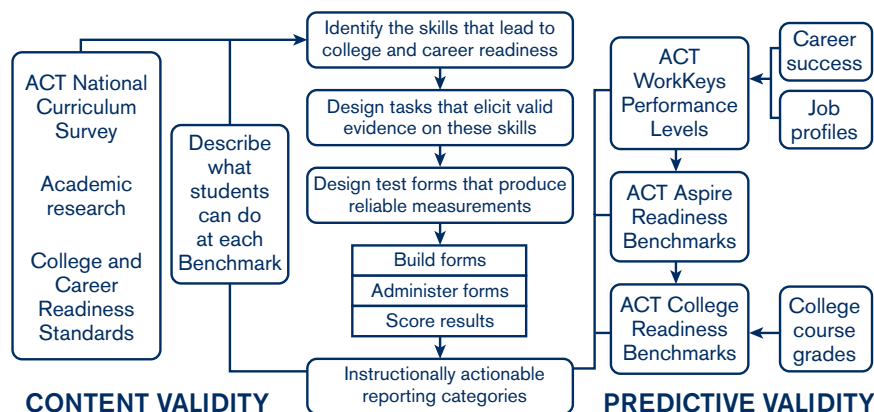 ACT National
Curriculum
Survey
Academic
research
College and
Career
Readiness
Standards
Describe
what
students
can do
at each
Benchmark
Identify the skills that lead to
college and career readiness
Design tasks that elicit valid
evidence on these skills
Design test forms that produce
reliable measurements
Build forms
Administer forms
Score results
Instructionally actionable
reporting categories
ACT
WorkKeys
Performance
Levels
ACT Aspire
Readiness
Benchmarks
ACT College
Readiness
Benchmarks
Career
success
Job
profiles
College
course
grades
CONTENT VALIDITY
PREDICTIVE VALIDITY